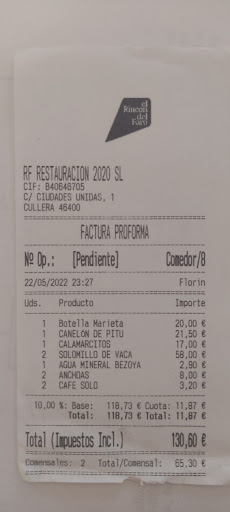 el
Rincón
del
Faro
RF RESTAURACION 2020 SL
CIF: B40646705
C/ CIUDADES UNIDAS, 1
CULLERA 46400
FACTURA PROFORMA
Nº Op.: [Pendiente] Comedor/8
22/05/2022 23:27 Florin
Uds. Producto Importe
1 Botella Marieta 20,00 €
1 CANELON DE PITU 21,50 €
1 CALAMARCITOS 17,00 €
2 SOLOMILLO DE VACA 58,00 €
1 AGUA MINERAL BEZOYA 2,90 €
2 ANCHOAS 8,00 €
2 CAFE SOLO 3,20 €
10,00 %: Base: 118,73 € Cuota: 11,87 €
Total: 118,73 € Total: 11,87 €
Total (Impuestos Incl.) 130,60 €
Comensales: 2 Total/Comensal: 65,30 €